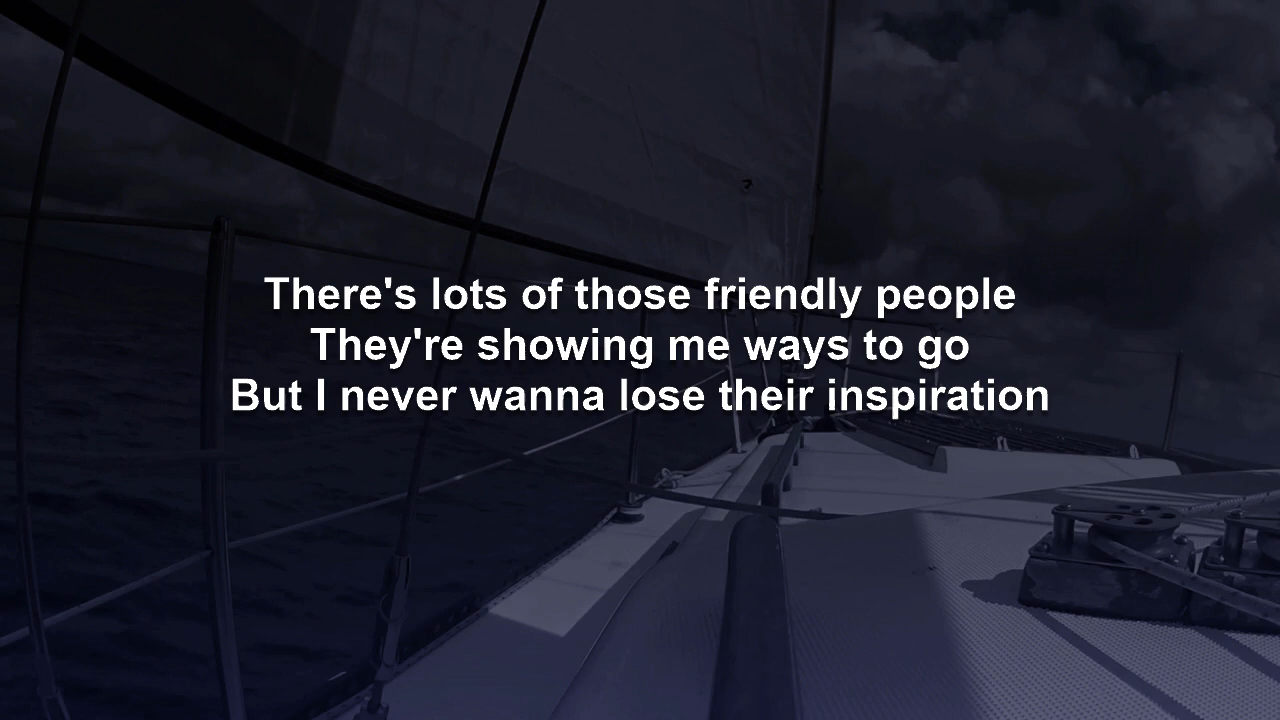 There's lots of those friendly people
They're showing me ways to go
But I never wanna lose their inspiration